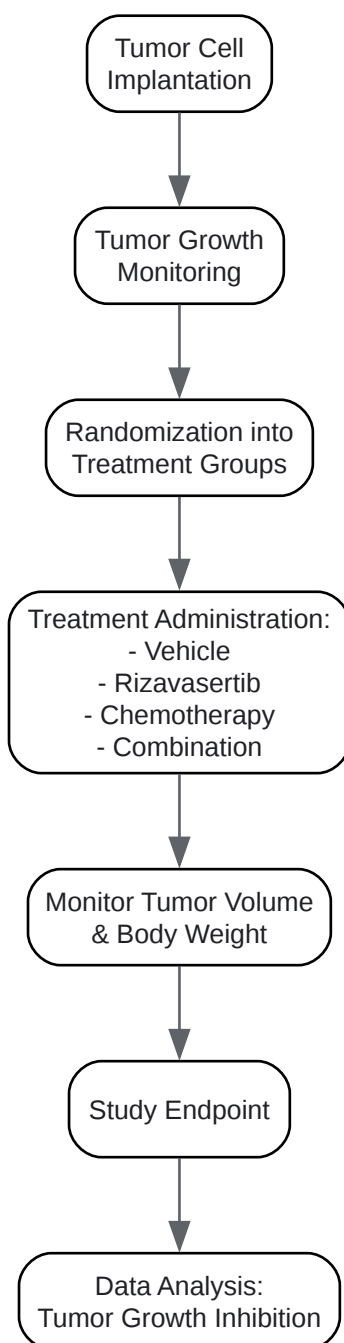 Tumor Cell
Implantation
Tumor Growth
Monitoring
Randomization into
Treatment Groups
Treatment Administration:
- Vehicle
- Rizavasertib
- Chemotherapy
- Combination
Monitor Tumor Volume
& Body Weight
Study Endpoint
Data Analysis:
Tumor Growth Inhibition